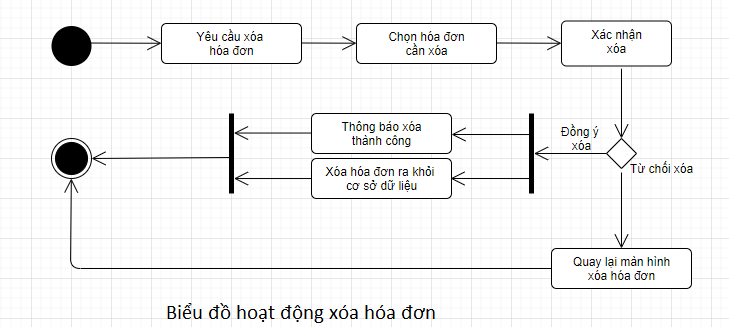 Yêu cầu xóa
hóa đơn
Chọn hóa đơn
cần xóa
Xác nhận
xóa
Đồng ý
xóa
Từ chối xóa
Thông báo xóa
thành công
Xóa hóa đơn ra khỏi
cơ sở dữ liệu
Quay lại màn hình
xóa hóa đơn
Biểu đồ hoạt động xóa hóa đơn